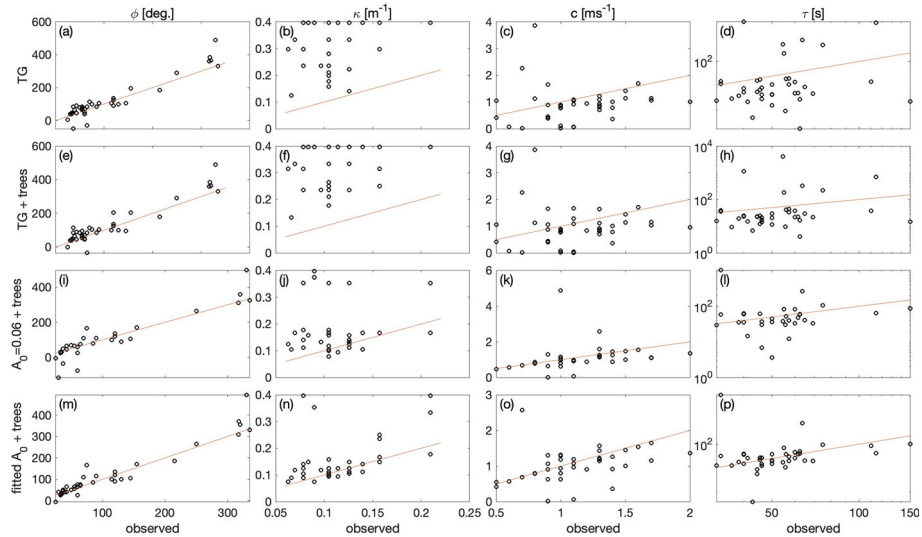 ϕ [deg.] κ [m⁻¹] c [ms⁻¹] τ [s]
TG
(a) (b) (c) (d)
600 400 200 0
0.4 0.3 0.2 0.1 0
4 3 2 1 0
10²
TG + trees
(e) (f) (g) (h)
600 400 200 0
0.4 0.3 0.2 0.1 0
4 3 2 1 0
10⁴ 10² 10⁰
A₀=0.06 + trees
(i) (j) (k) (l)
400 200 0
0.4 0.3 0.2 0.1 0
6 4 2 0
10² 10⁰
fitted A₀ + trees
(m) (n) (o) (p)
400 300 200 100 0
0.4 0.3 0.2 0.1 0
3 2 1 0
10²
100 200 300
0.05 0.1 0.15 0.2 0.25
0.5 1 1.5 2
50 100 150
observed observed observed observed